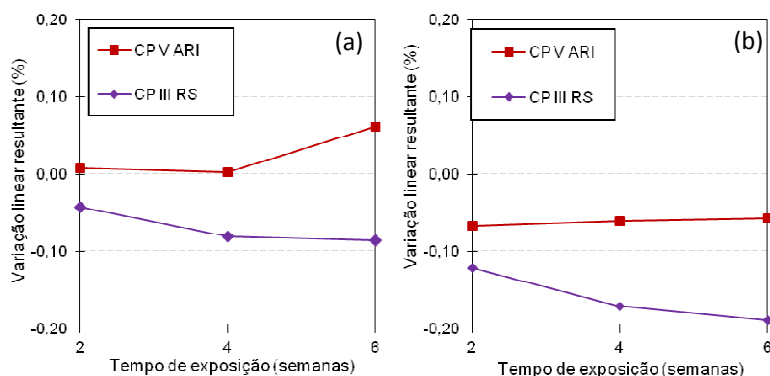 (a)
Variação linear resultante (%)
0,20
0,10
0,00
-0,10
-0,20
CP V ARI
CP III RS
2
4
6
Tempo de exposição (semanas)
(b)
Variação linear resultante (%)
0,20
0,10
0,00
-0,10
-0,20
CP V ARI
CP III RS
2
4
6
Tempo de exposição (semanas)